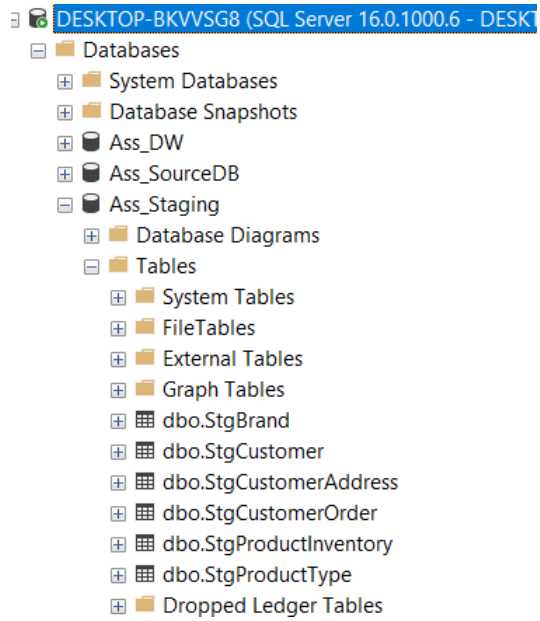 DESKTOP-BKVVSG8 (SQL Server 16.0.1000.6 - DESKT
Databases
System Databases
Database Snapshots
Ass_DW
Ass_SourceDB
Ass_Staging
Database Diagrams
Tables
System Tables
FileTables
External Tables
Graph Tables
dbo.StgBrand
dbo.StgCustomer
dbo.StgCustomerAddress
dbo.StgCustomerOrder
dbo.StgProductInventory
dbo.StgProductType
Dropped Ledger Tables